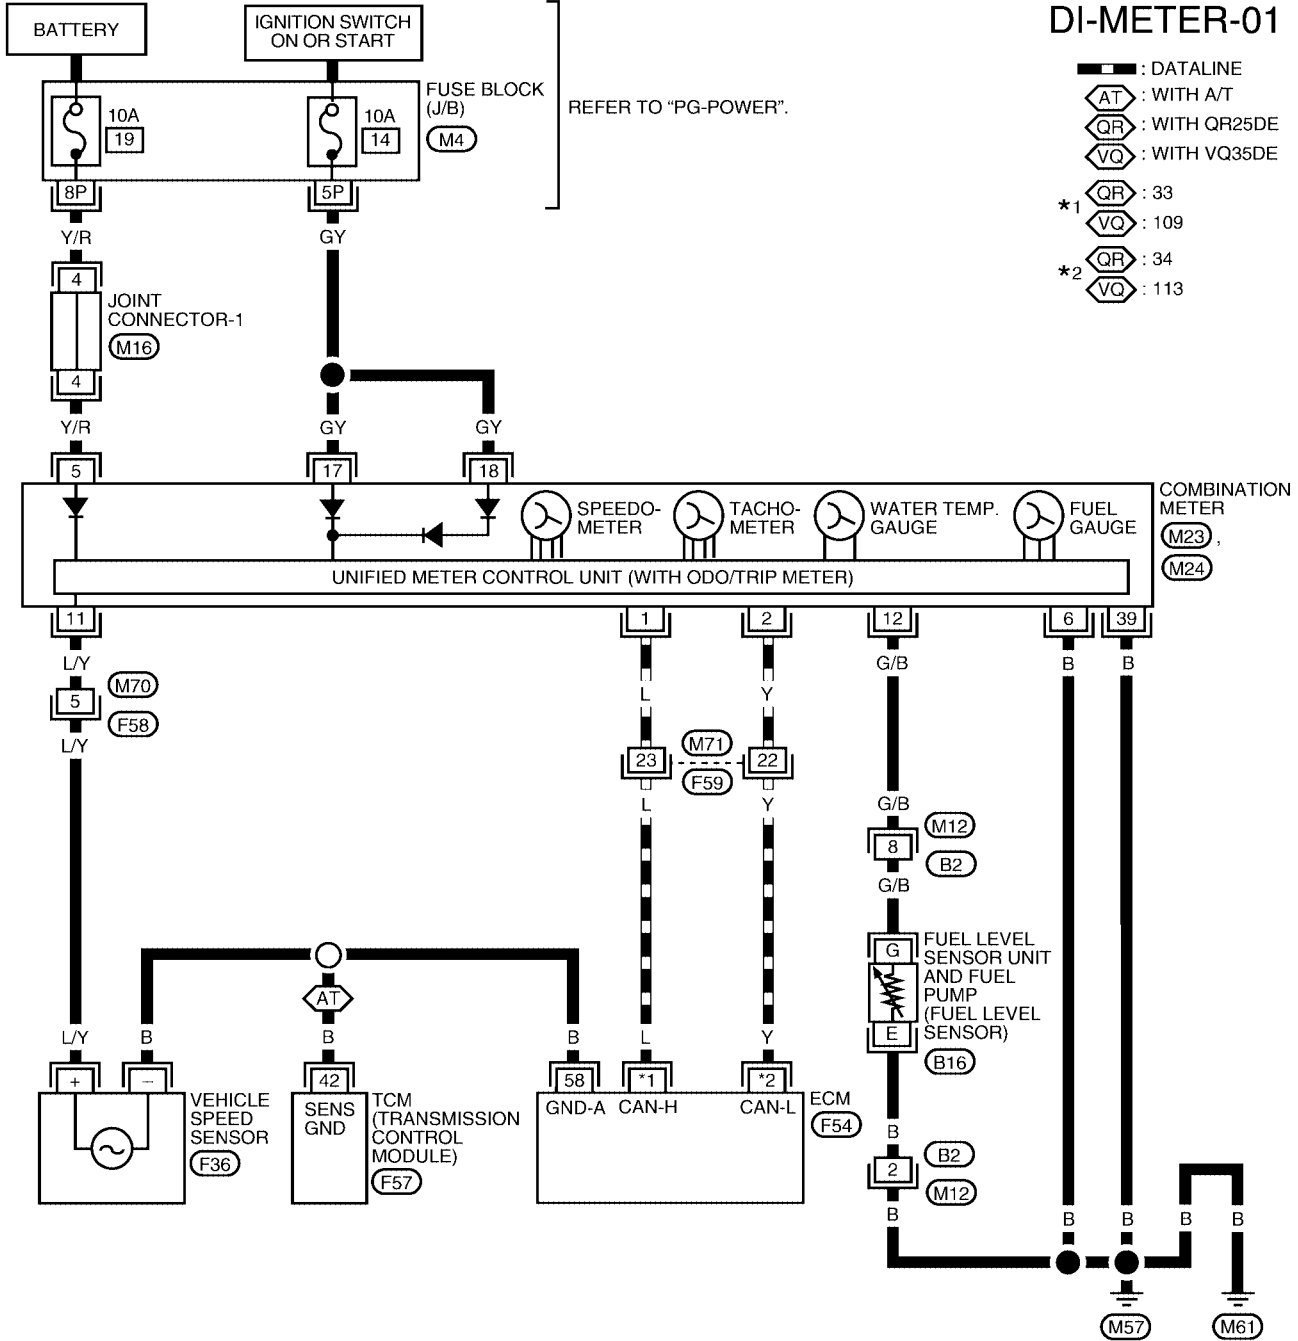 DI-METER-01
BATTERY
IGNITION SWITCH
ON OR START
FUSE BLOCK
(J/B)
M4
REFER TO “PG-POWER”.
10A
19
10A
14
8P
5P
: DATALINE
AT : WITH A/T
QR : WITH QR25DE
VQ : WITH VQ35DE
*1
QR : 33
VQ : 109
*2
QR : 34
VQ : 113
Y/R
GY
4
JOINT
CONNECTOR-1
M16
4
Y/R
GY
GY
5
17
18
SPEEDO-
METER
TACHO-
METER
WATER TEMP.
GAUGE
FUEL
GAUGE
COMBINATION
METER
M23 ,
M24
UNIFIED METER CONTROL UNIT (WITH ODO/TRIP METER)
11
1
2
12
6
39
L/Y
L
Y
G/B
B
B
5
M70
F58
L/Y
23
M71
F59
22
L
Y
G/B
8
M12
B2
G/B
G
FUEL LEVEL
SENSOR UNIT
AND FUEL
PUMP
(FUEL LEVEL
SENSOR)
E
B16
AT
L/Y
B
B
B
L
Y
+
–
42
58
*1
*2
VEHICLE
SPEED
SENSOR
F36
SENS
GND
TCM
(TRANSMISSION
CONTROL
MODULE)
F57
GND-A
CAN-H
CAN-L
ECM
F54
B
2
B2
M12
B
B
B
B
B
M57
M61